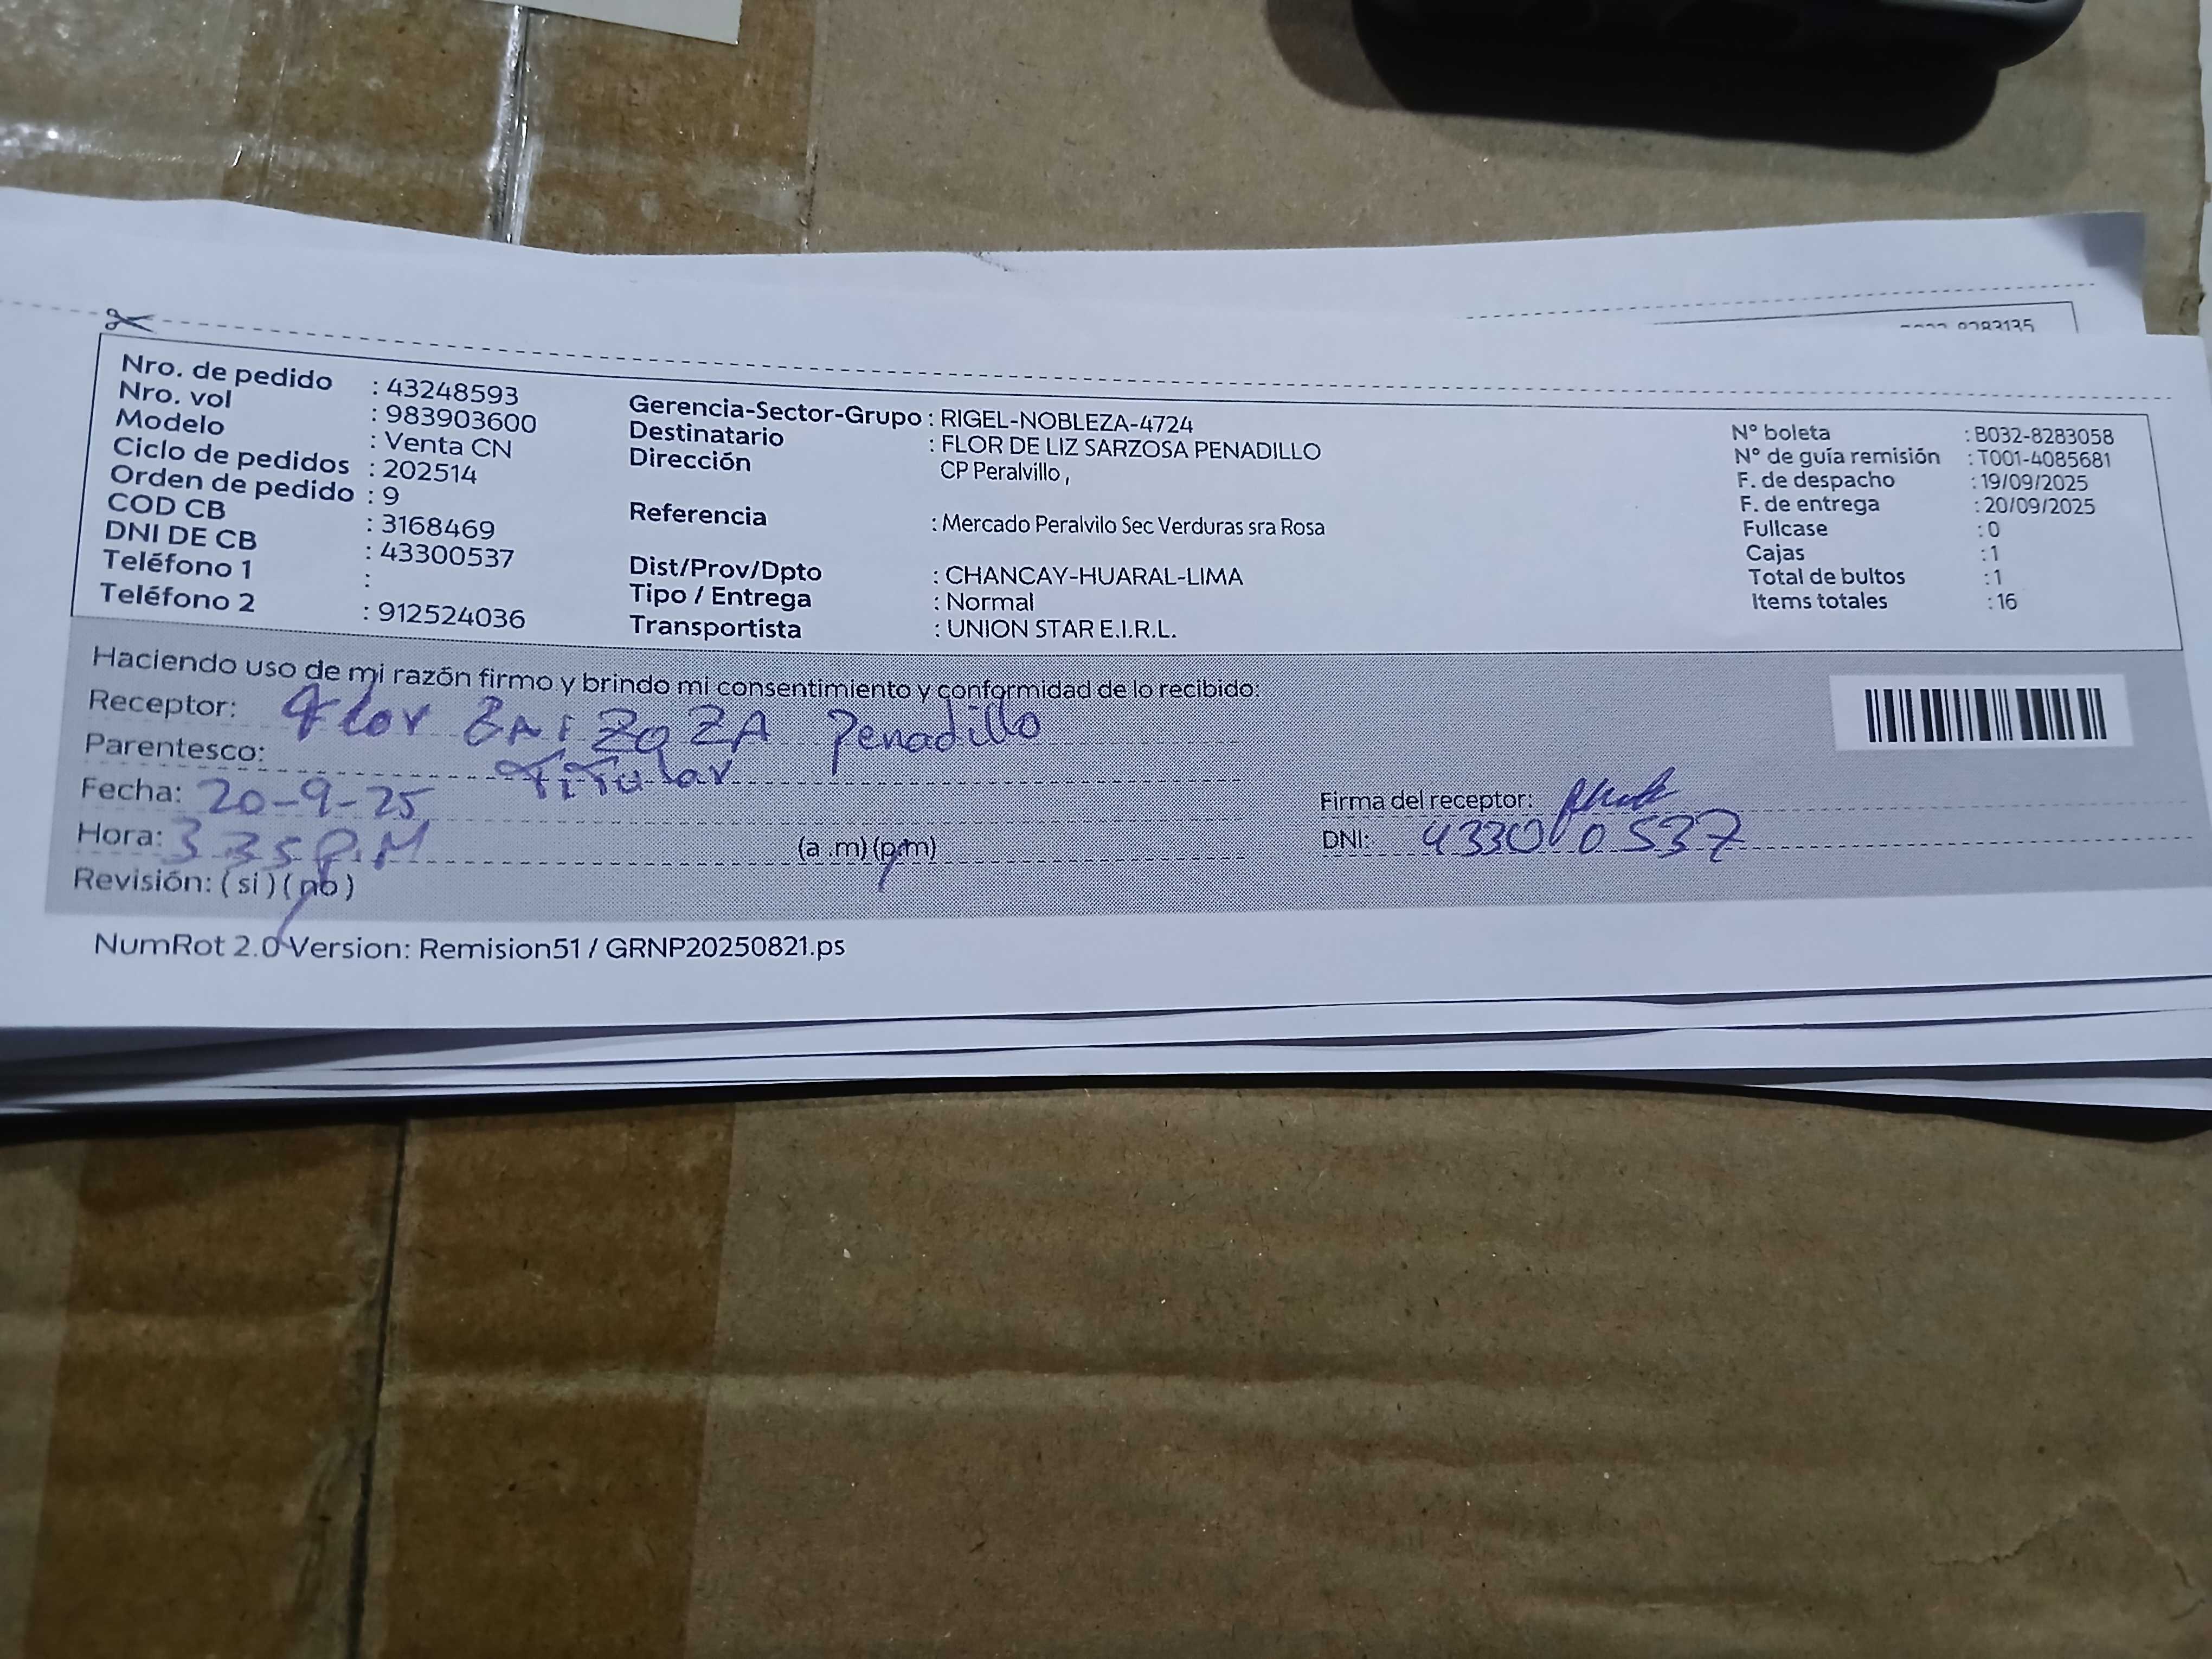 8283135
Nro. de pedido : 43248593
Nro. vol : 983903600
Modelo : Venta CN
Ciclo de pedidos : 202514
Orden de pedido : 9
COD CB : 3168469
DNI DE CB : 43300537
Teléfono 1 :
Teléfono 2 : 912524036
Gerencia-Sector-Grupo : RIGEL-NOBLEZA-4724
Destinatario : FLOR DE LIZ SARZOSA PENADILLO
Dirección CP Peralvillo ,
Referencia : Mercado Peralvilo Sec Verduras sra Rosa
Dist/Prov/Dpto : CHANCAY-HUARAL-LIMA
Tipo / Entrega : Normal
Transportista : UNION STAR E.I.R.L.
N° boleta : B032-8283058
N° de guía remisión : T001-4085681
F. de despacho : 19/09/2025
F. de entrega : 20/09/2025
Fullcase : 0
Cajas : 1
Total de bultos : 1
Items totales : 16
Haciendo uso de mi razón firmo y brindo mi consentimiento y conformidad de lo recibido:
Receptor: Flor ZArZoZA Penadillo
Parentesco: TiTular
Fecha: 20-9-25
Hora: 3 35 P.M (a .m) (p.m)
Revisión: (si) (no)
Firma del receptor:
DNI: 43300537
NumRot 2.0 Version: Remision51 / GRNP20250821.ps